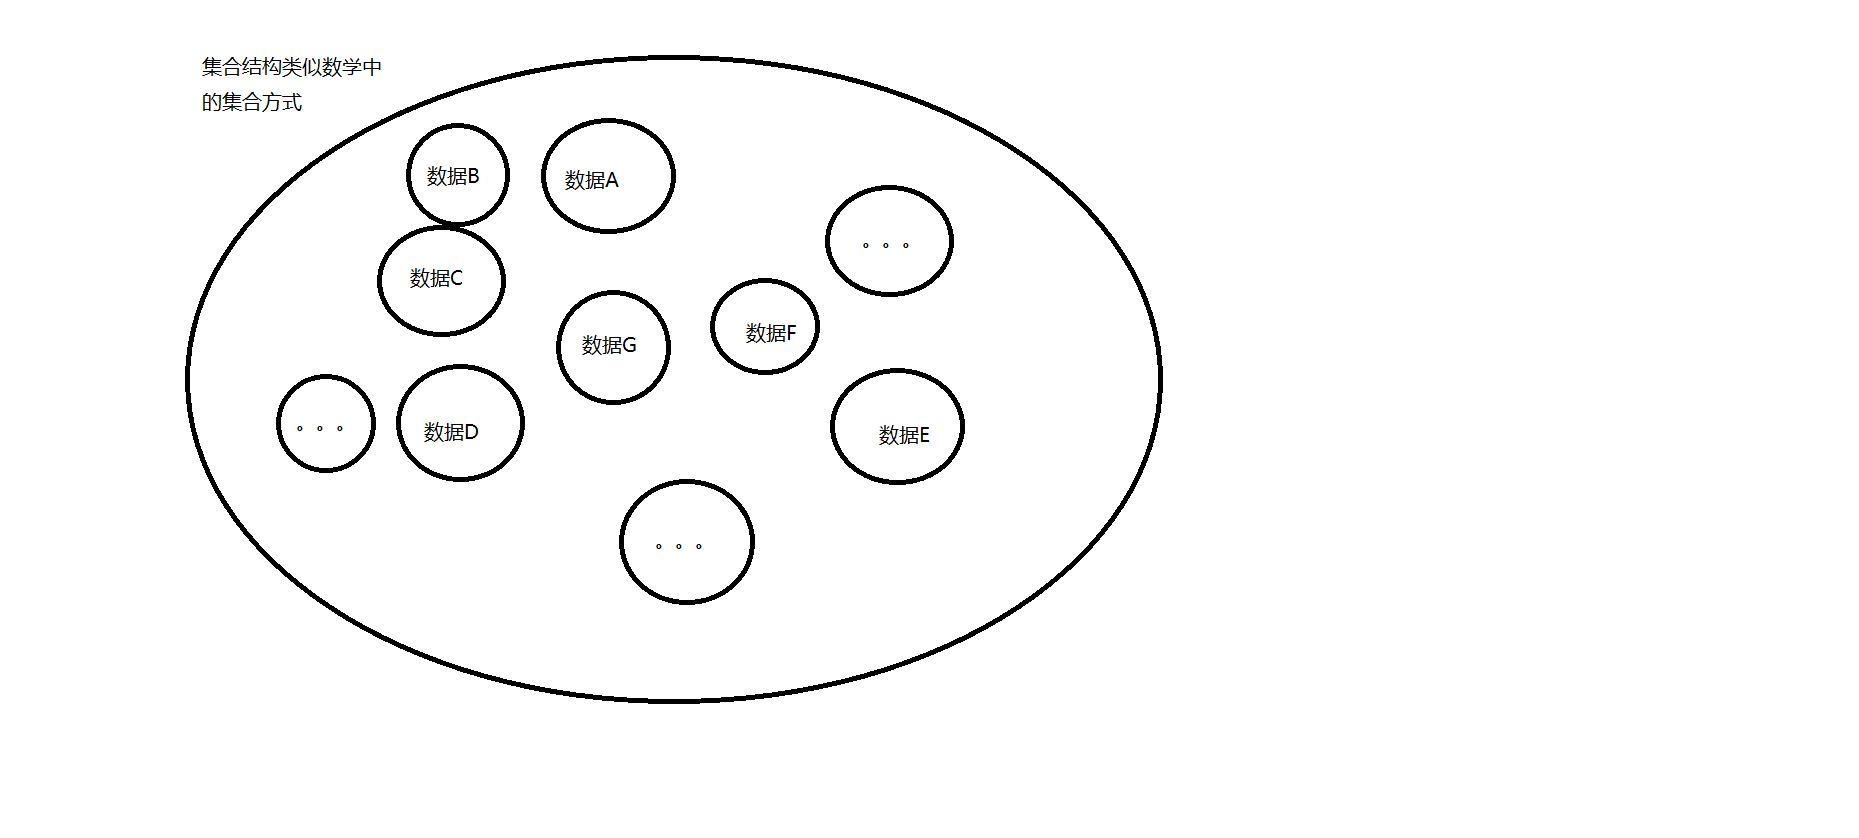 集合结构类似数学中
的集合方式
数据B
数据A
。。。
数据C
数据F
数据G
。。。
数据D
数据E
。。。